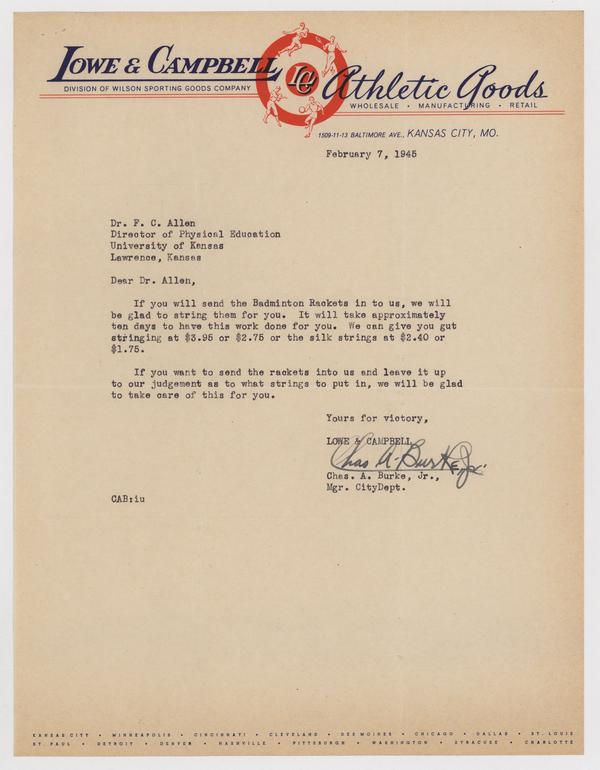 LOWE & CAMPBELL LC Athletic Goods
DIVISION OF WILSON SPORTING GOODS COMPANY
WHOLESALE • MANUFACTURING • RETAIL
1509-11-13 BALTIMORE AVE., KANSAS CITY, MO.
February 7, 1945
Dr. F. C. Allen
Director of Physical Education
University of Kansas
Lawrence, Kansas
Dear Dr. Allen,
If you will send the Badminton Rackets in to us, we will
be glad to string them for you. It will take approximately
ten days to have this work done for you. We can give you gut
stringing at $3.95 or $2.75 or the silk strings at $2.40 or
$1.75.
If you want to send the rackets into us and leave it up
to our judgement as to what strings to put in, we will be glad
to take care of this for you.
Yours for victory,
LOWE & CAMPBELL
Chas A. Burke, Jr.
Chas. A. Burke, Jr.,
Mgr. CityDept.
CAB:iu
KANSAS CITY • MINNEAPOLIS • CINCINNATI • CLEVELAND • DES MOINES • CHICAGO • DALLAS • ST. LOUIS
ST. PAUL • DETROIT • DENVER • NASHVILLE • PITTSBURGH • WASHINGTON • SYRACUSE • CHARLOTTE